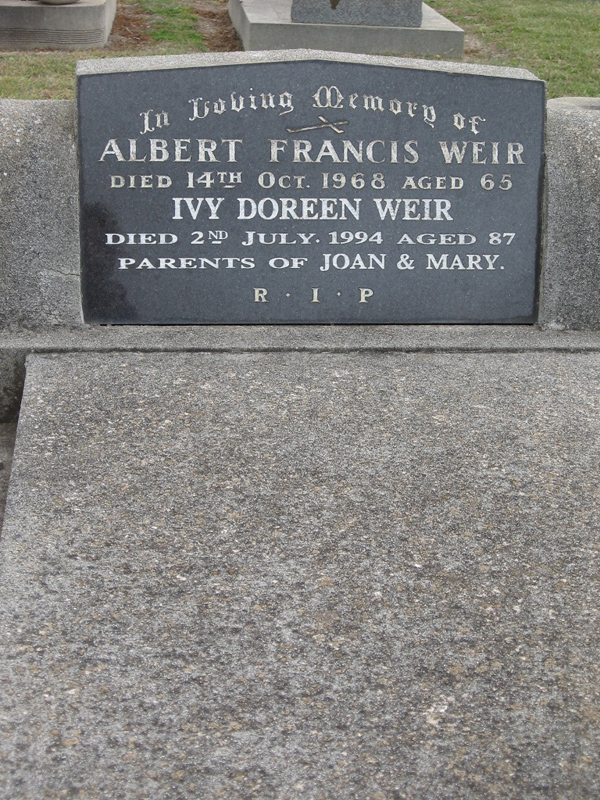 In Loving Memory of
ALBERT FRANCIS WEIR
DIED 14TH OCT. 1968 AGED 65
IVY DOREEN WEIR
DIED 2ND JULY. 1994 AGED 87
PARENTS OF JOAN & MARY.
R · I · P